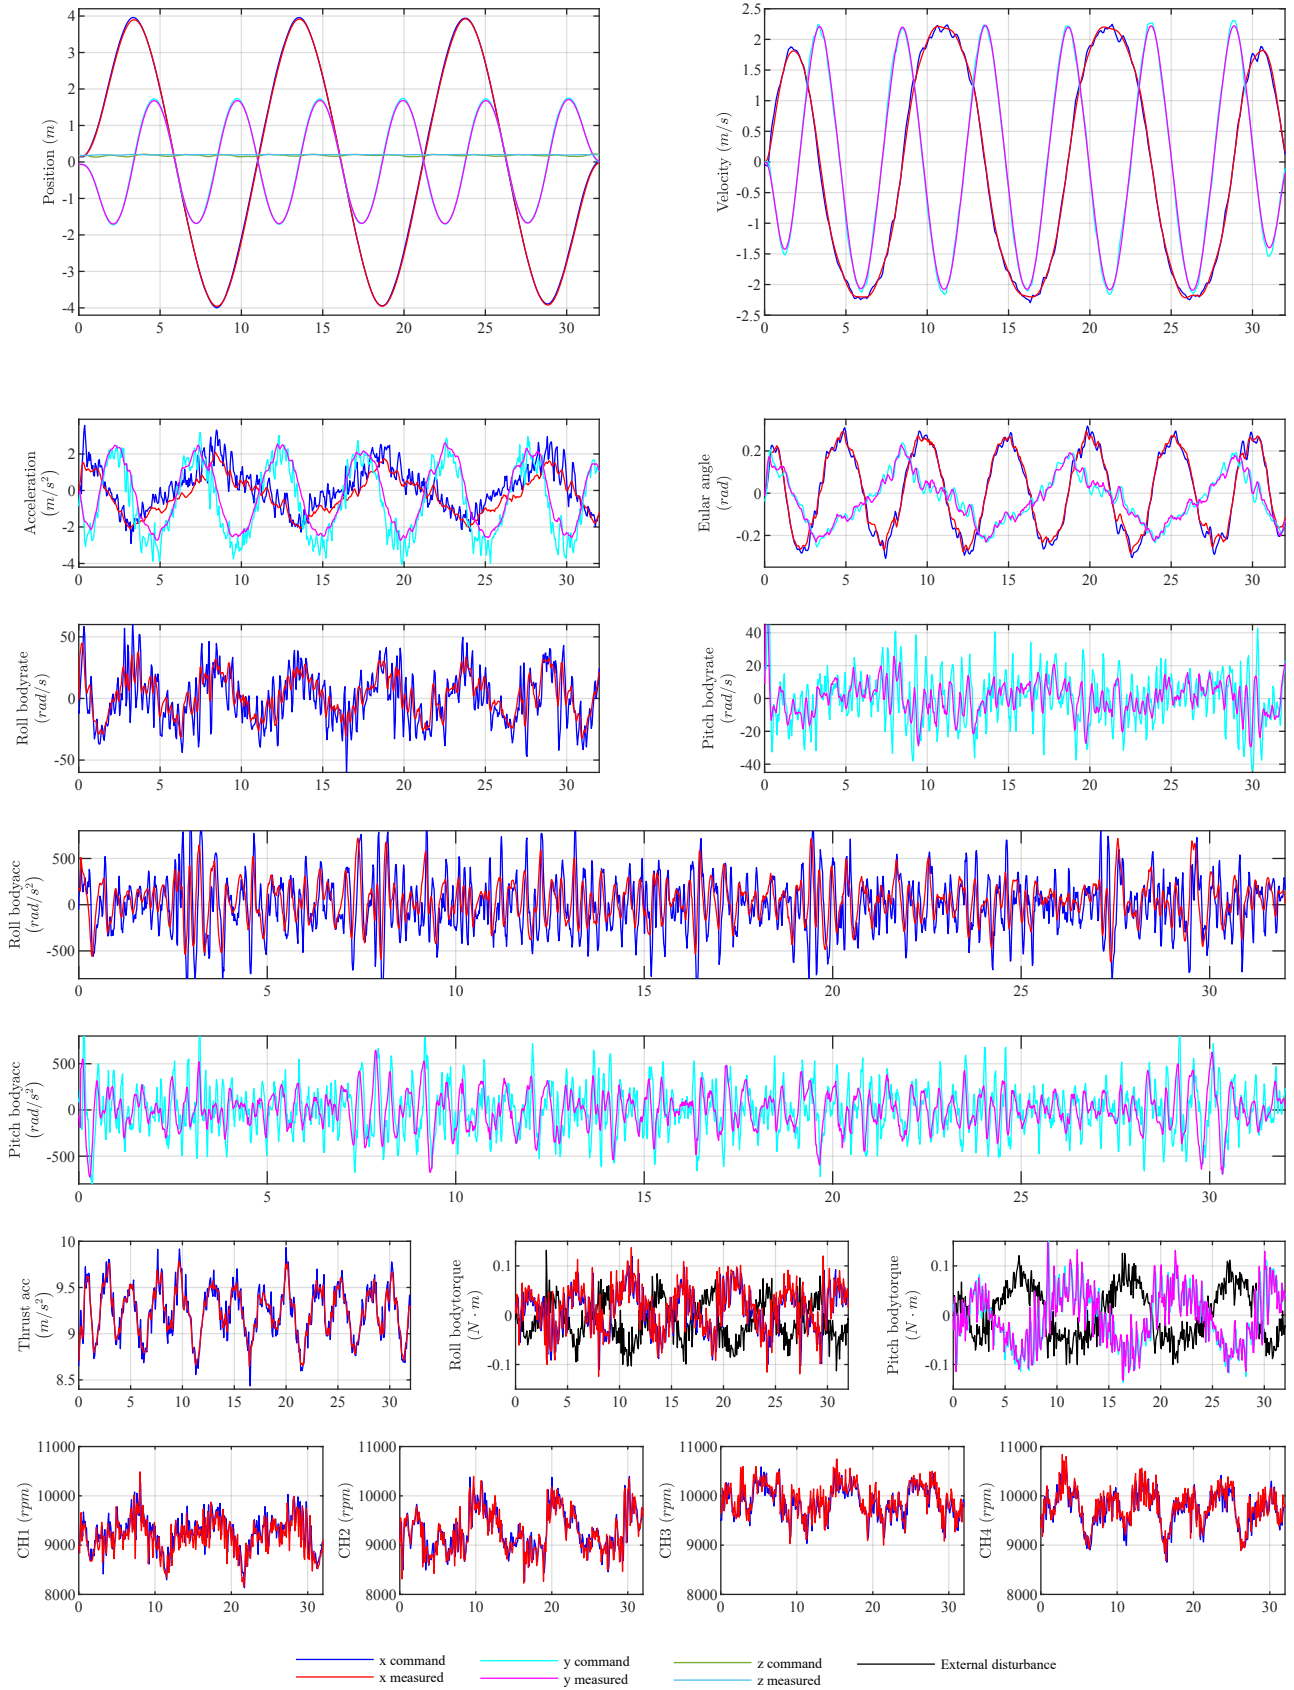 Position (m)
4
3
2
1
0
-1
-2
-3
-4
0 5 10 15 20 25 30
Velocity (m/s)
2.5
2
1.5
1
0.5
0
-0.5
-1
-1.5
-2
-2.5
0 5 10 15 20 25 30
Acceleration
(m/s²)
2
0
-2
-4
0 5 10 15 20 25 30
Eular angle
(rad)
0.2
0
-0.2
0 5 10 15 20 25 30
Roll bodyrate
(rad/s)
50
0
-50
0 5 10 15 20 25 30
Pitch bodyrate
(rad/s)
40
20
0
-20
-40
0 5 10 15 20 25 30
Roll bodyacc
(rad/s²)
500
0
-500
0 5 10 15 20 25 30
Pitch bodyacc
(rad/s²)
500
0
-500
0 5 10 15 20 25 30
Thrust acc
(m/s²)
10
9.5
9
8.5
0 5 10 15 20 25 30
Roll bodytorque
(N · m)
0.1
0
-0.1
0 5 10 15 20 25 30
Pitch bodytorque
(N · m)
0.1
0
-0.1
0 5 10 15 20 25 30
CH1 (rpm)
11000
10000
9000
8000
0 10 20 30
CH2 (rpm)
11000
10000
9000
8000
0 10 20 30
CH3 (rpm)
11000
10000
9000
8000
0 10 20 30
CH4 (rpm)
11000
10000
9000
8000
0 10 20 30
x command y command z command External disturbance
x measured y measured z measured